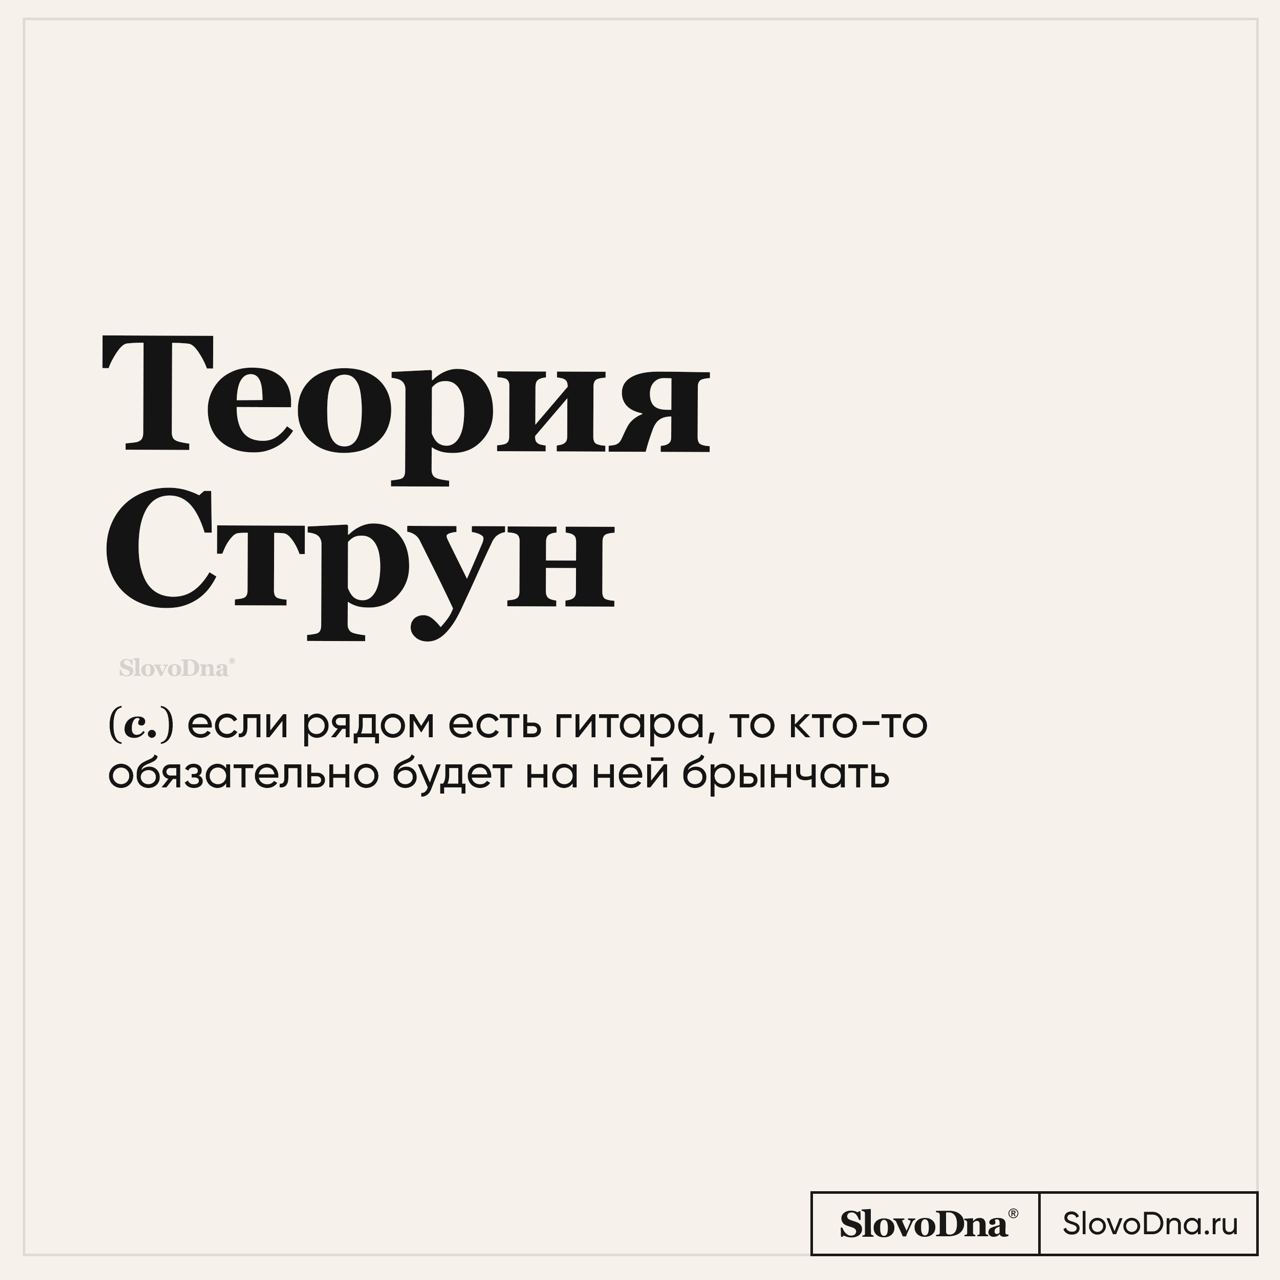 Теория
Струн
SlovoDna®
(с.) если рядом есть гитара, то кто-то
обязательно будет на ней брынчать
SlovoDna® SlovoDna.ru